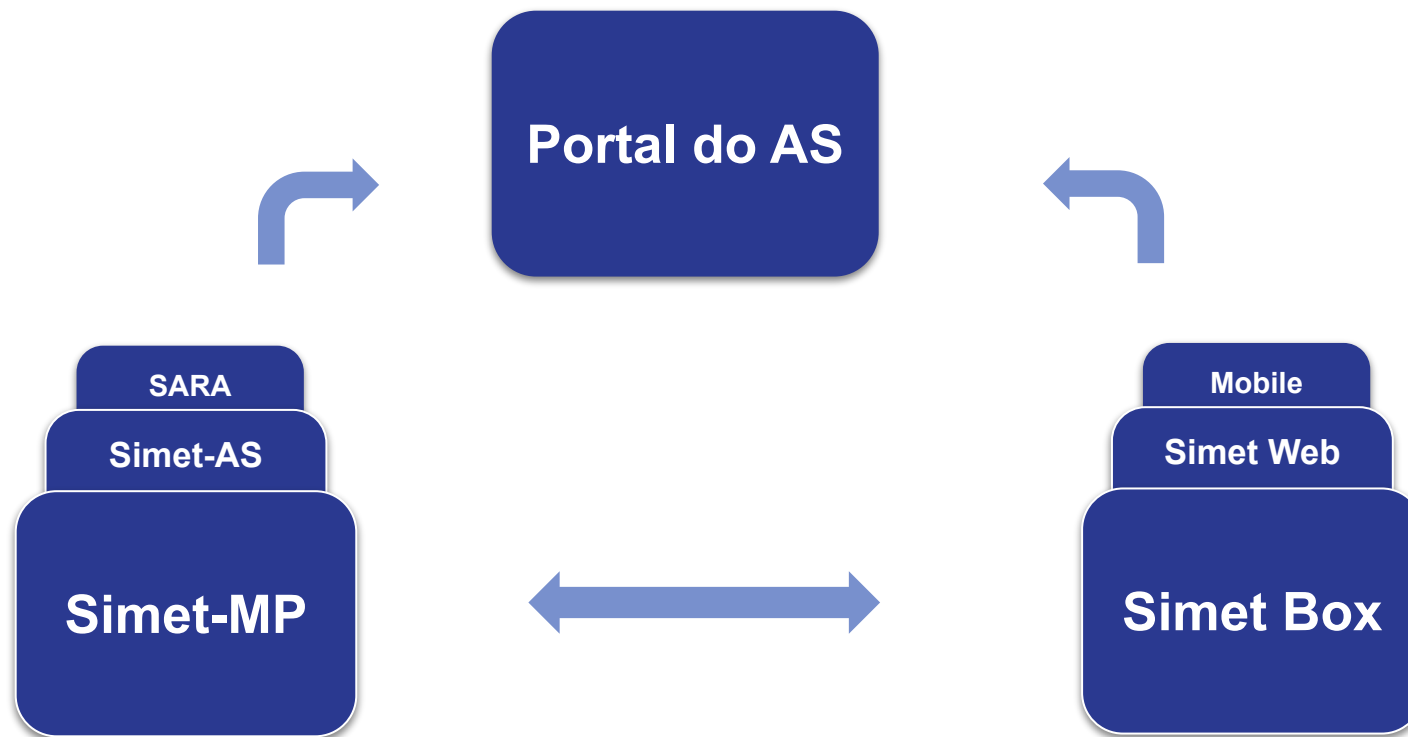 Portal do AS
SARA
Simet-AS
Simet-MP
Mobile
Simet Web
Simet Box